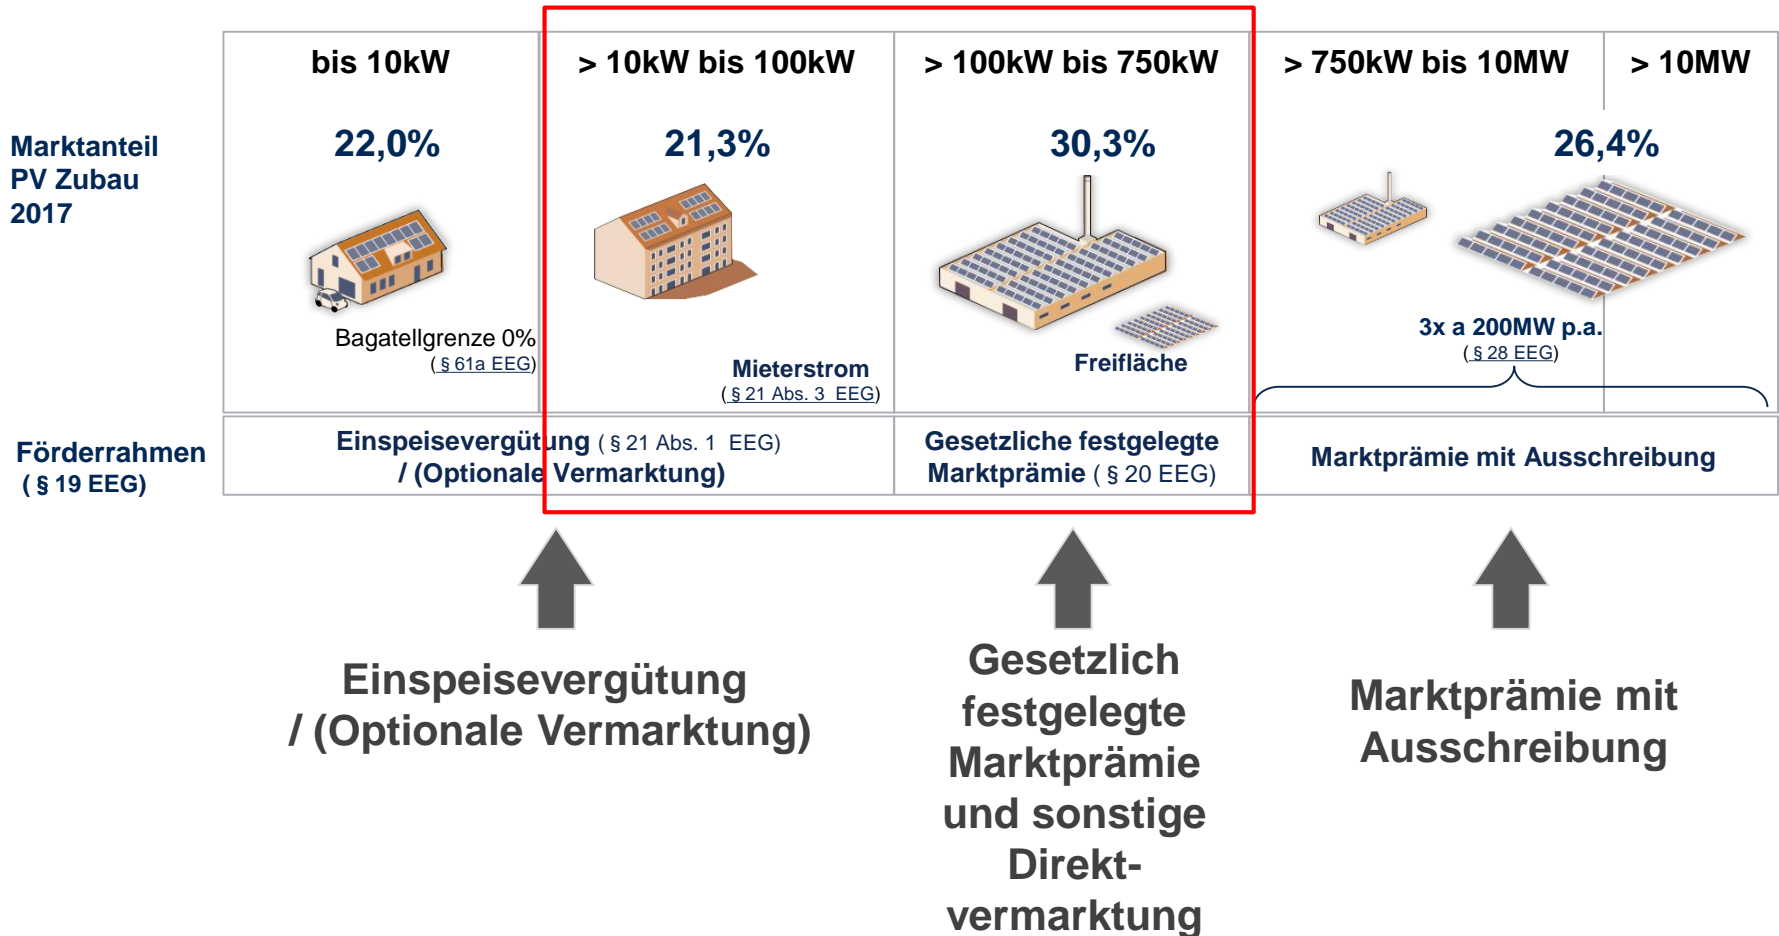 bis 10kW
> 10kW bis 100kW
> 100kW bis 750kW
> 750kW bis 10MW
> 10MW
Marktanteil
PV Zubau
2017
22,0%
21,3%
30,3%
26,4%
Bagatellgrenze 0%
( § 61a EEG)
Mieterstrom
( § 21 Abs. 3 EEG)
Freifläche
3x a 200MW p.a.
( § 28 EEG)
Förderrahmen
( § 19 EEG)
Einspeisevergütung ( § 21 Abs. 1 EEG)
/ (Optionale Vermarktung)
Gesetzliche festgelegte
Marktprämie ( § 20 EEG)
Marktprämie mit Ausschreibung
Einspeisevergütung
/ (Optionale Vermarktung)
Gesetzlich
festgelegte
Marktprämie
und sonstige
Direkt-
vermarktung
Marktprämie mit
Ausschreibung